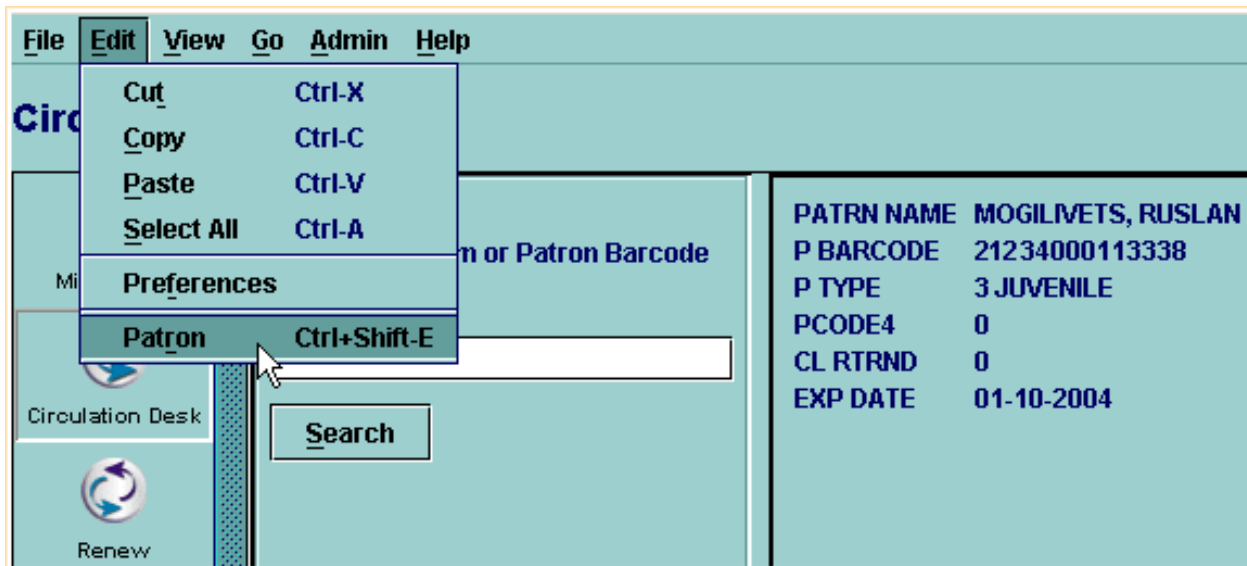 File Edit View Go Admin Help
Cut Ctrl-X
Copy Ctrl-C
Paste Ctrl-V
Select All Ctrl-A
Preferences
Patron Ctrl+Shift-E
Circulation Desk
Renew
or Patron Barcode
Search
PATRN NAME MOGILIVETS, RUSLAN
P BARCODE 21234000113338
P TYPE 3 JUVENILE
PCODE4 0
CL RTRND 0
EXP DATE 01-10-2004